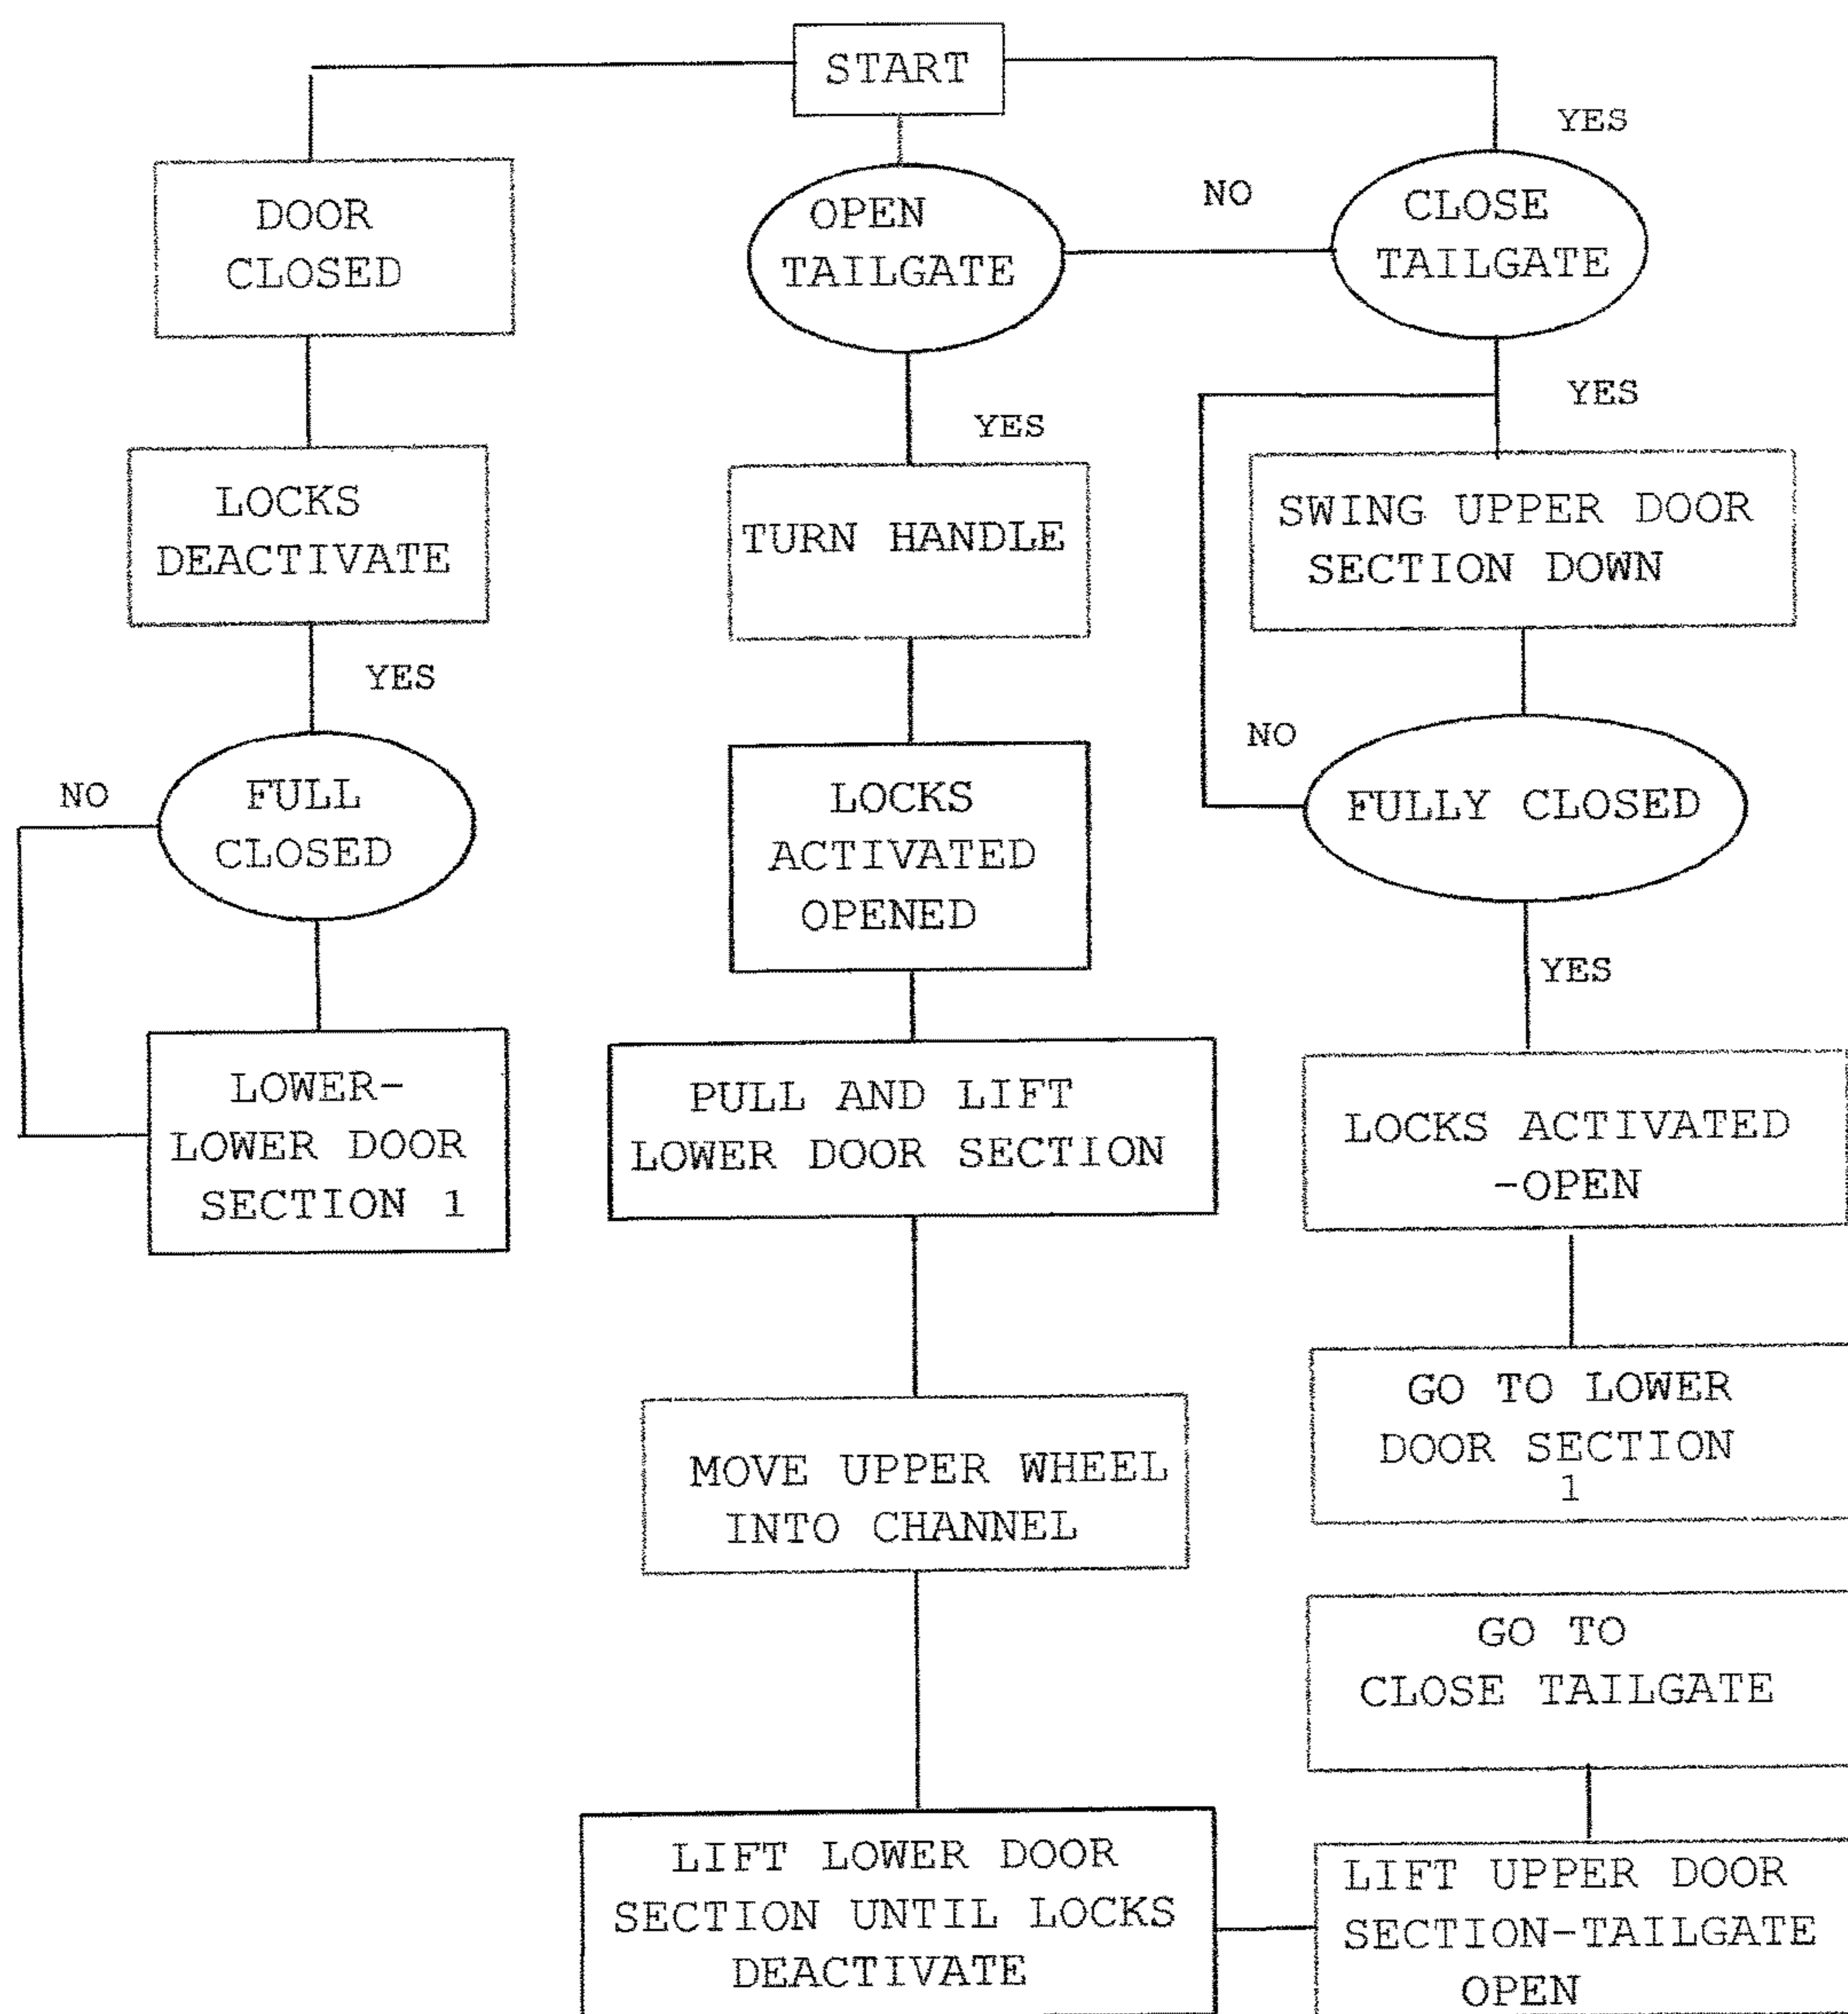 START
YES
DOOR
CLOSED
OPEN
TAILGATE
NO
CLOSE
TAILGATE
YES
YES
LOCKS
DEACTIVATE
TURN HANDLE
SWING UPPER DOOR
SECTION DOWN
YES
NO
NO
FULL
CLOSED
LOCKS
ACTIVATED
OPENED
FULLY CLOSED
YES
LOWER-
LOWER DOOR
SECTION 1
PULL AND LIFT
LOWER DOOR SECTION
LOCKS ACTIVATED
-OPEN
GO TO LOWER
DOOR SECTION
1
MOVE UPPER WHEEL
INTO CHANNEL
GO TO
CLOSE TAILGATE
LIFT LOWER DOOR
SECTION UNTIL LOCKS
DEACTIVATE
LIFT UPPER DOOR
SECTION-TAILGATE
OPEN